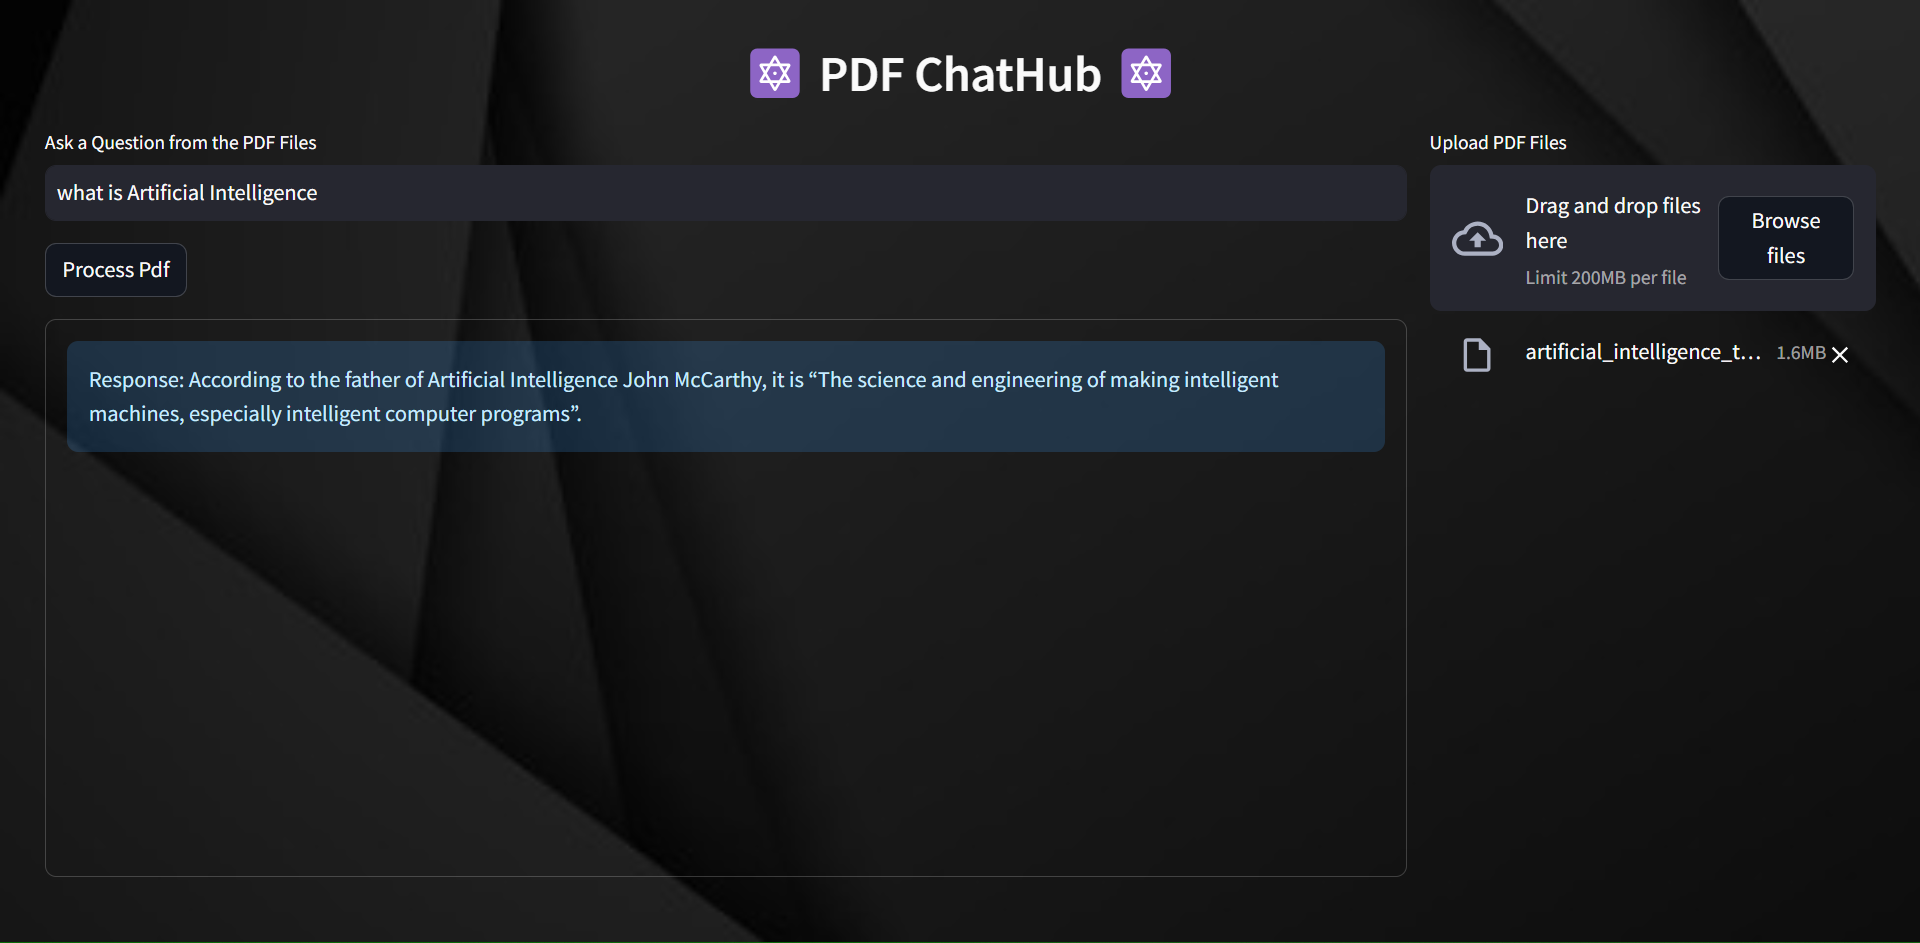 PDF ChatHub
Ask a Question from the PDF Files
what is Artificial Intelligence
Process Pdf
Response: According to the father of Artificial Intelligence John McCarthy, it is “The science and engineering of making intelligent
machines, especially intelligent computer programs”.
Upload PDF Files
Drag and drop files
here
Limit 200MB per file
Browse
files
artificial_intelligence_t... 1.6MB